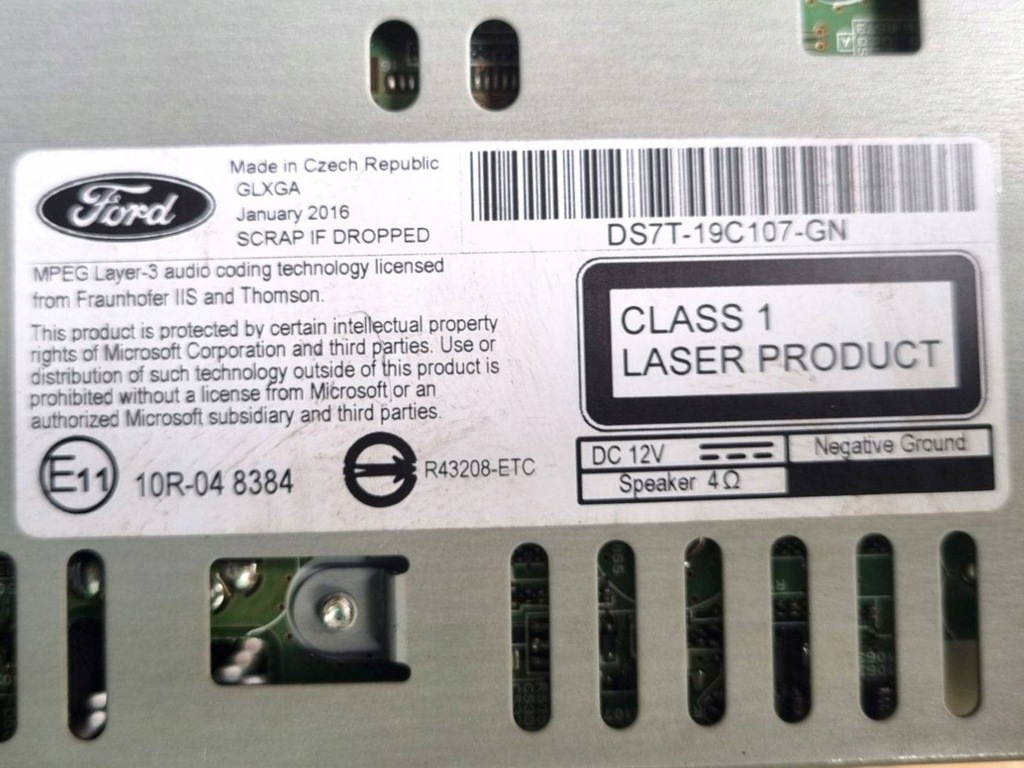 Ford
Made in Czech Republic
GLXGA
January 2016
SCRAP IF DROPPED
DS7T-19C107-GN
MPEG Layer-3 audio coding technology licensed
from Fraunhofer IIS and Thomson.
This product is protected by certain intellectual property
rights of Microsoft Corporation and third parties. Use or
distribution of such technology outside of this product is
prohibited without a license from Microsoft or an
authorized Microsoft subsidiary and third parties.
CLASS 1
LASER PRODUCT
E11 10R-04 8384
R43208-ETC
DC 12V
Negative Ground
Speaker 4Ω